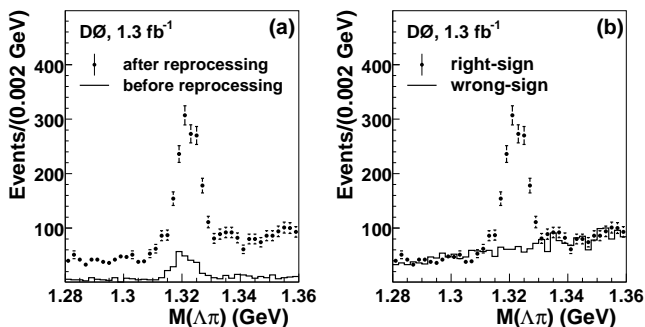 DØ, 1.3 fb⁻¹ (a)
after reprocessing
before reprocessing
Events/(0.002 GeV)
400
300
200
100
1.28 1.3 1.32 1.34 1.36
M(Λπ) (GeV)
DØ, 1.3 fb⁻¹ (b)
right-sign
wrong-sign
Events/(0.002 GeV)
400
300
200
100
1.28 1.3 1.32 1.34 1.36
M(Λπ) (GeV)